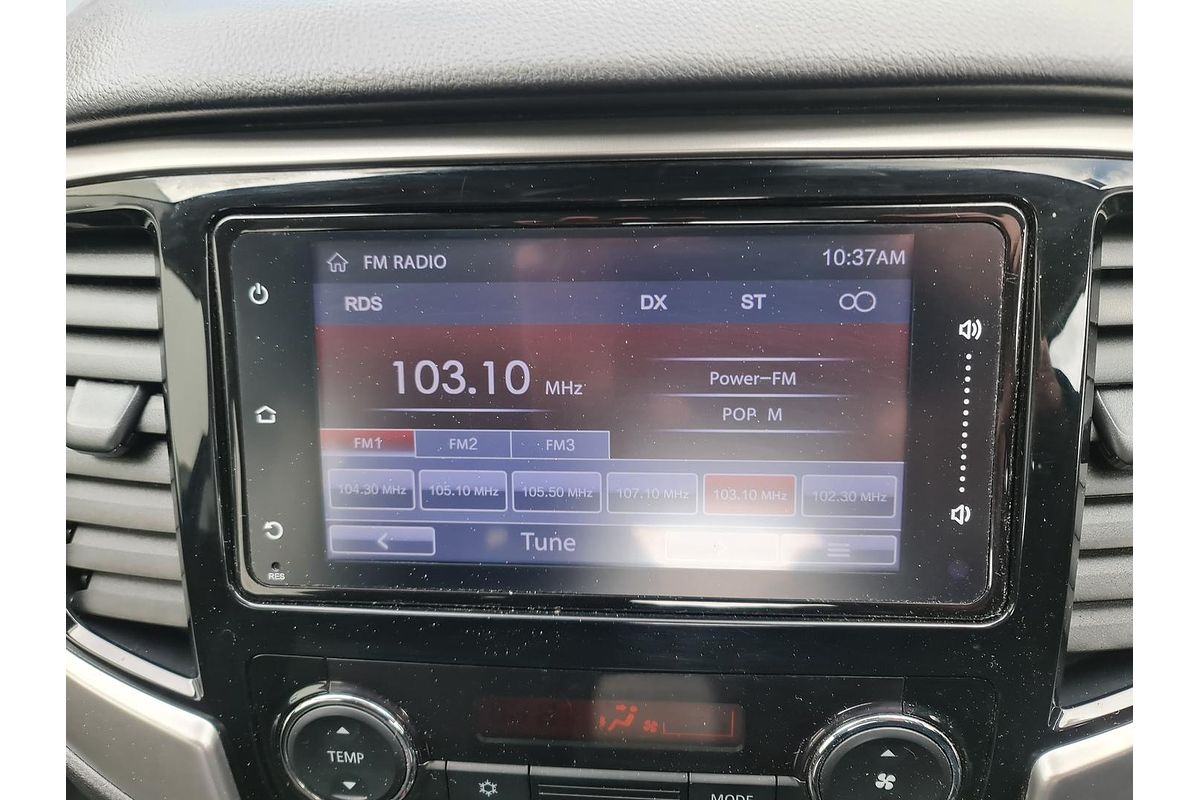 FM RADIO 10:37AM
RDS DX ST
103.10 MHz
Power-FM
POP M
FM1 FM2 FM3
104.30 MHz 105.10 MHz 105.50 MHz 107.10 MHz 103.10 MHz 102.30 MHz
Tune
RES
TEMP
MODE